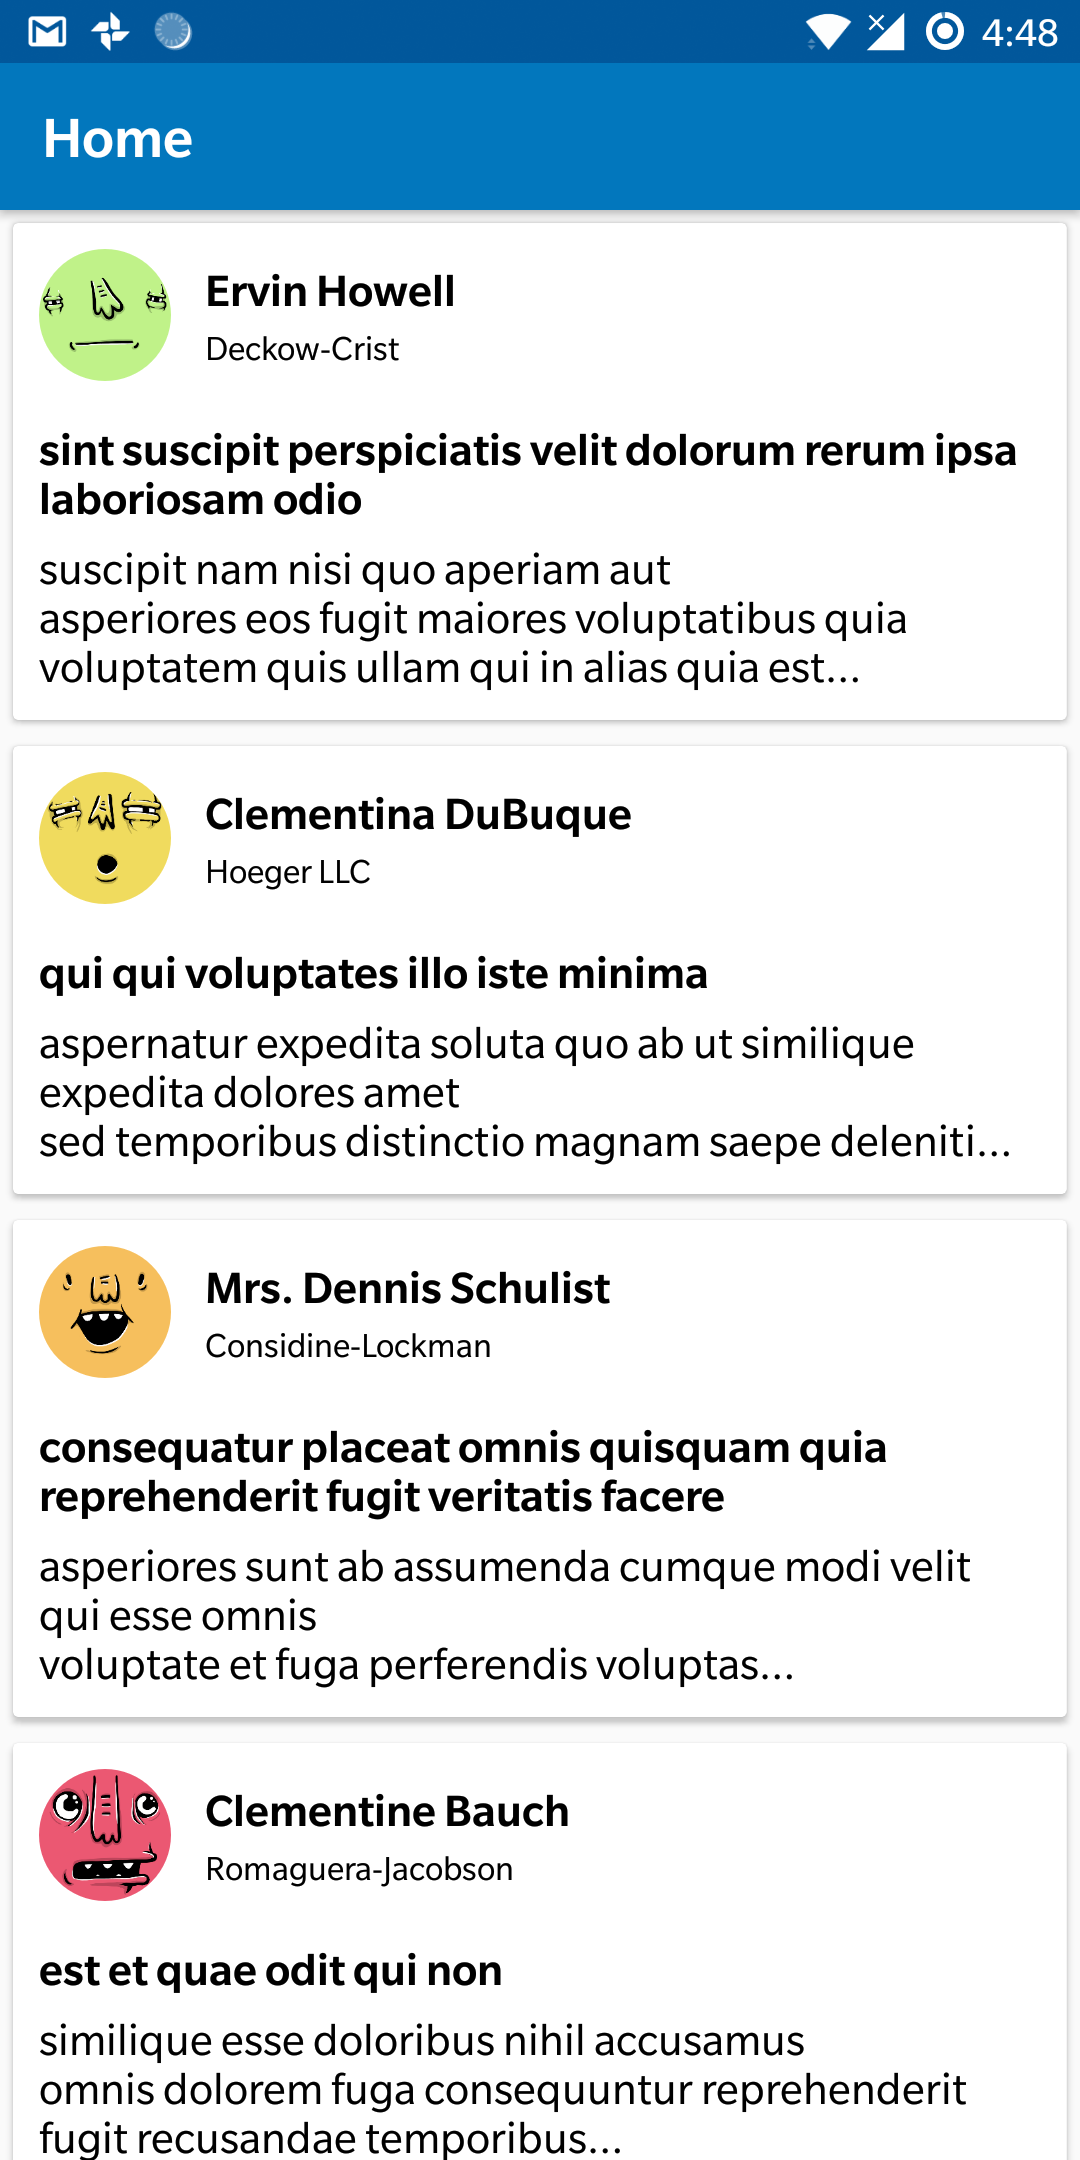 4:48
Home
Ervin Howell
Deckow-Crist
sint suscipit perspiciatis velit dolorum rerum ipsa
laboriosam odio
suscipit nam nisi quo aperiam aut
asperiores eos fugit maiores voluptatibus quia
voluptatem quis ullam qui in alias quia est...
Clementina DuBuque
Hoeger LLC
qui qui voluptates illo iste minima
aspernatur expedita soluta quo ab ut similique
expedita dolores amet
sed temporibus distinctio magnam saepe deleniti...
Mrs. Dennis Schulist
Considine-Lockman
consequatur placeat omnis quisquam quia
reprehenderit fugit veritatis facere
asperiores sunt ab assumenda cumque modi velit
qui esse omnis
voluptate et fuga perferendis voluptas...
Clementine Bauch
Romaguera-Jacobson
est et quae odit qui non
similique esse doloribus nihil accusamus
omnis dolorem fuga consequuntur reprehenderit
fugit recusandae temporibus...